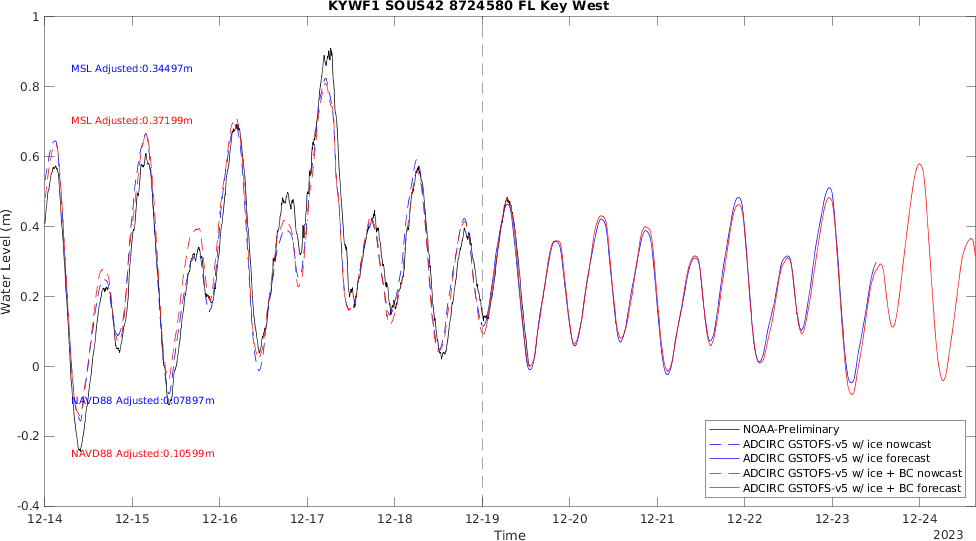 KYWF1 SOUS42 8724580 FL Key West
1
0.8
0.6
0.4
0.2
0
-0.2
-0.4
Water Level (m)
MSL Adjusted:0.34497m
MSL Adjusted:0.37199m
NAVD88 Adjusted:0.07897m
NAVD88 Adjusted:0.10599m
NOAA-Preliminary
ADCIRC GSTOFS-v5 w/ ice nowcast
ADCIRC GSTOFS-v5 w/ ice forecast
ADCIRC GSTOFS-v5 w/ ice + BC nowcast
ADCIRC GSTOFS-v5 w/ ice + BC forecast
12-14 12-15 12-16 12-17 12-18 12-19 12-20 12-21 12-22 12-23 12-24
Time
2023